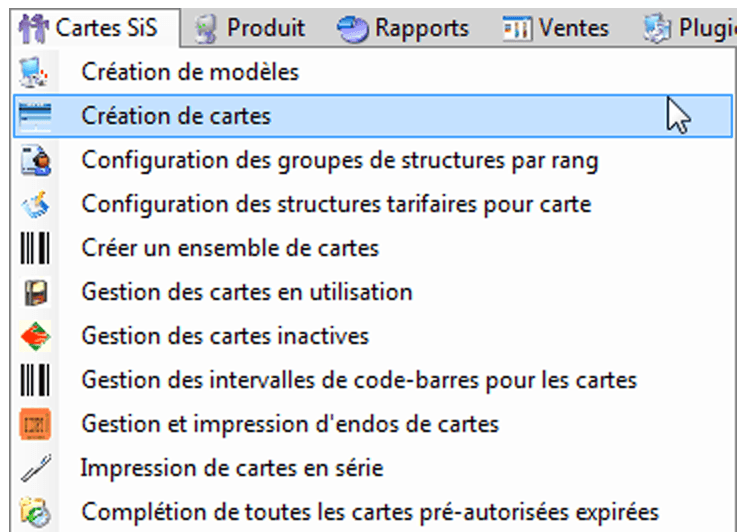 Cartes SiS Produit Rapports Ventes Plugi
Création de modèles
Création de cartes
Configuration des groupes de structures par rang
Configuration des structures tarifaires pour carte
Créer un ensemble de cartes
Gestion des cartes en utilisation
Gestion des cartes inactives
Gestion des intervalles de code-barres pour les cartes
Gestion et impression d'endos de cartes
Impression de cartes en série
Complétion de toutes les cartes pré-autorisées expirées